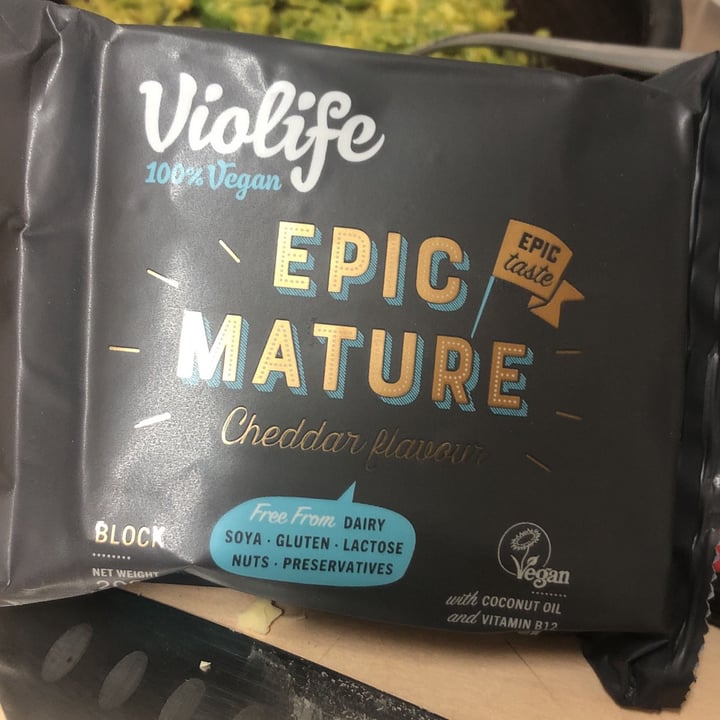 Violife
100% Vegan
EPIC
MATURE
EPIC
taste
Cheddar flavour
Free From DAIRY
SOYA · GLUTEN · LACTOSE
NUTS · PRESERVATIVES
BLOCK
NET WEIGHT
Vegan
with COCONUT OIL
and VITAMIN B12